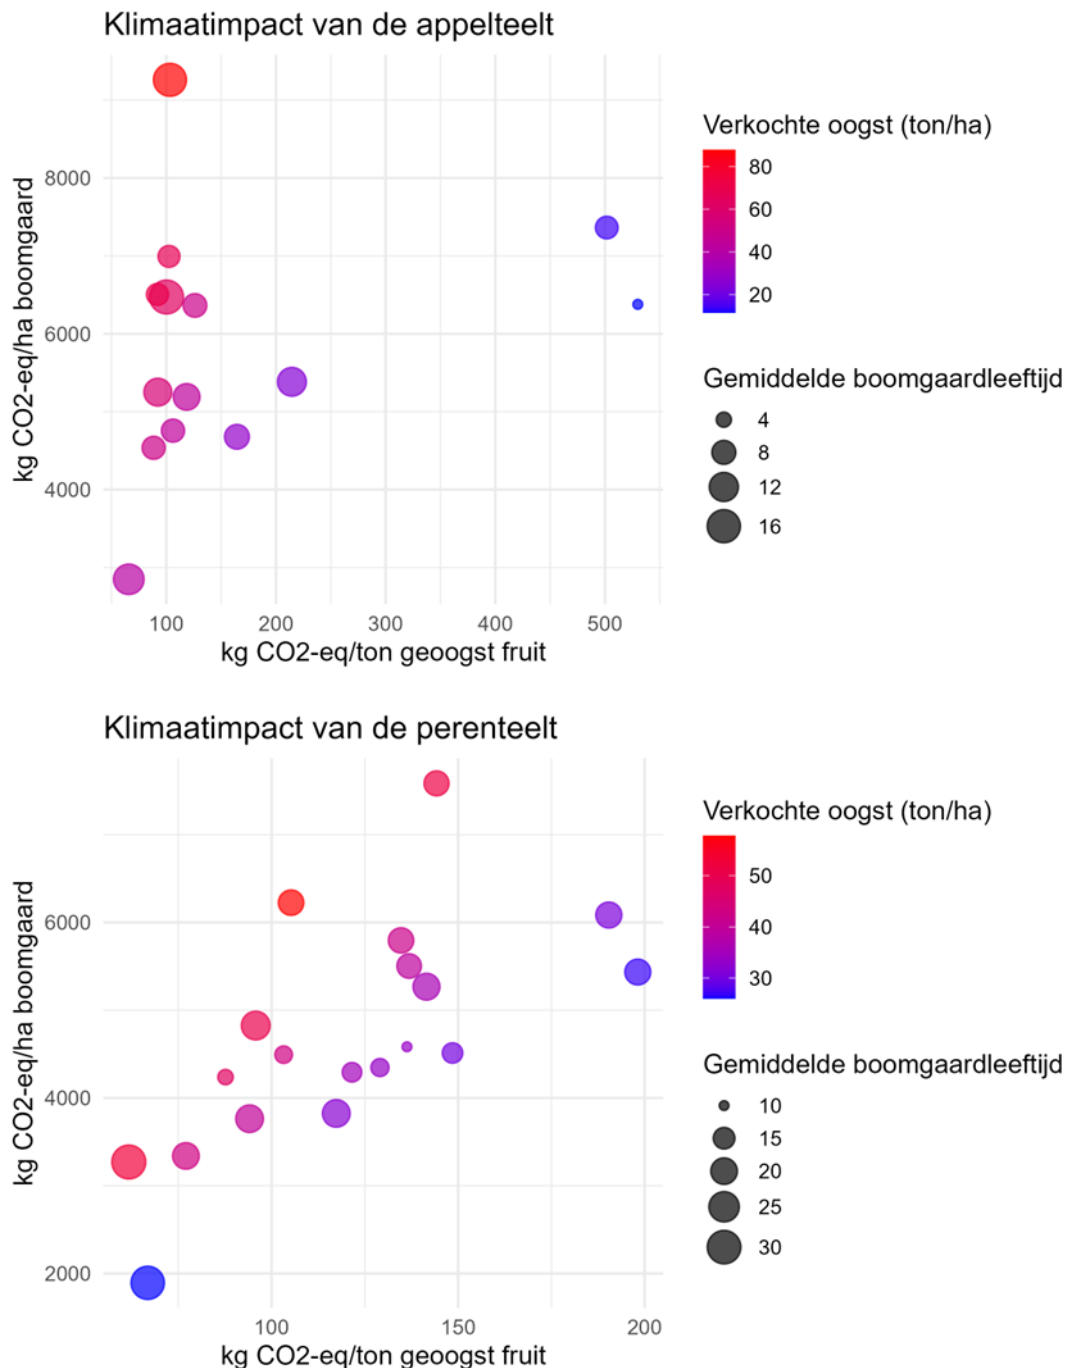 Klimaatimpact van de appelteelt
kg CO2-eq/ha boomgaard
8000
6000
4000
100 200 300 400 500
kg CO2-eq/ton geoogst fruit
Verkochte oogst (ton/ha)
80
60
40
20
Gemiddelde boomgaardleeftijd
4
8
12
16
Klimaatimpact van de perenteelt
kg CO2-eq/ha boomgaard
6000
4000
2000
100 150 200
kg CO2-eq/ton geoogst fruit
Verkochte oogst (ton/ha)
50
40
30
Gemiddelde boomgaardleeftijd
10
15
20
25
30